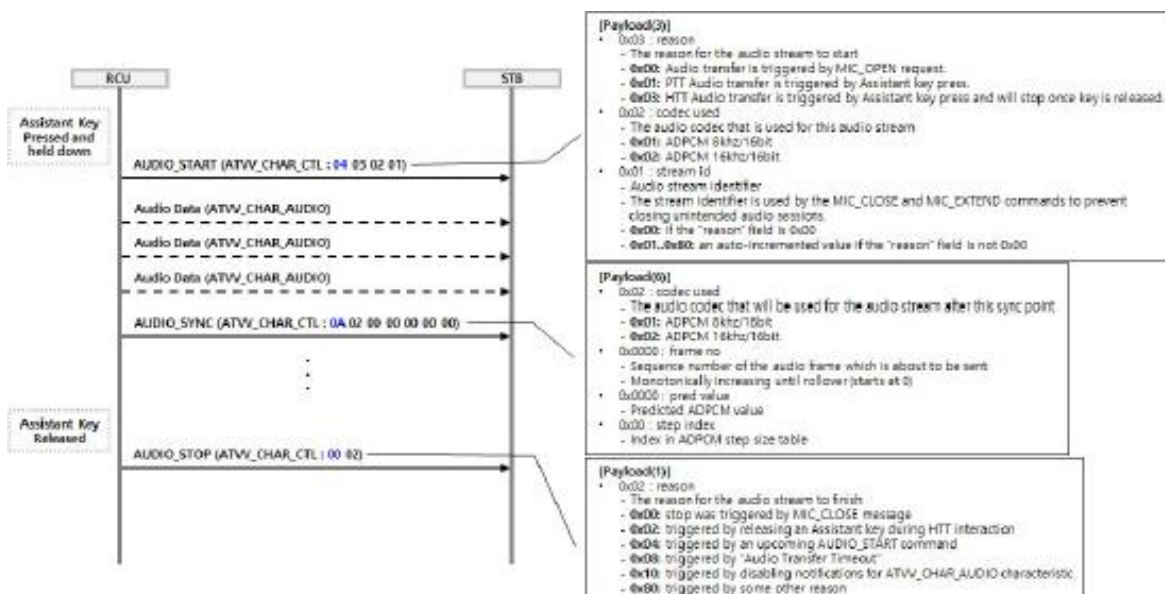 RCU
STB
Assistant Key
Pressed and
held down
AUDIO_START (ATVV_CHAR_CTL : 04 03 02 01)
Audio Data (ATVV_CHAR_AUDIO)
Audio Data (ATVV_CHAR_AUDIO)
Audio Data (ATVV_CHAR_AUDIO)
AUDIO_SYNC (ATVV_CHAR_CTL : 0A 02 00 00 00 00 00)
Assistant Key
Released
AUDIO_STOP (ATVV_CHAR_CTL : 00 02)
[Payload(3)]
• 0x03 : reason
- The reason for the audio stream to start
- 0x00: Audio transfer is triggered by MIC_OPEN request.
- 0x01: PTT Audio transfer is triggered by Assistant key press.
- 0x03: HTT Audio transfer is triggered by Assistant key press and will stop once key is released.
• 0x02 : codec used
- The audio codec that is used for this audio stream
- 0x01: ADPCM 8khz/16bit
- 0x02: ADPCM 16khz/16bit
• 0x01 : stream id
- Audio stream identifier
- The stream identifier is used by the MIC_CLOSE and MIC_EXTEND commands to prevent
closing unintended audio sessions.
- 0x00: if the "reason" field is 0x00
- 0x01..0x80: an auto-incremented value if the "reason" field is not 0x00
[Payload(6)]
• 0x02 : codec used
- The audio codec that will be used for the audio stream after this sync point
- 0x01: ADPCM 8khz/16bit
- 0x02: ADPCM 16khz/16bit
• 0x0000 : frame no
- Sequence number of the audio frame which is about to be sent
- Monotonically increasing until rollover (starts at 0)
• 0x0000 : pred value
- Predicted ADPCM value
• 0x00 : step index
- Index in ADPCM step size table
[Payload(1)]
• 0x02 : reason
- The reason for the audio stream to finish
- 0x00: stop was triggered by MIC_CLOSE message
- 0x02: triggered by releasing an Assistant key during HTT interaction
- 0x04: triggered by an upcoming AUDIO_START command
- 0x08: triggered by "Audio Transfer Timeout"
- 0x10: triggered by disabling notifications for ATVV_CHAR_AUDIO characteristic
- 0x80: triggered by some other reason